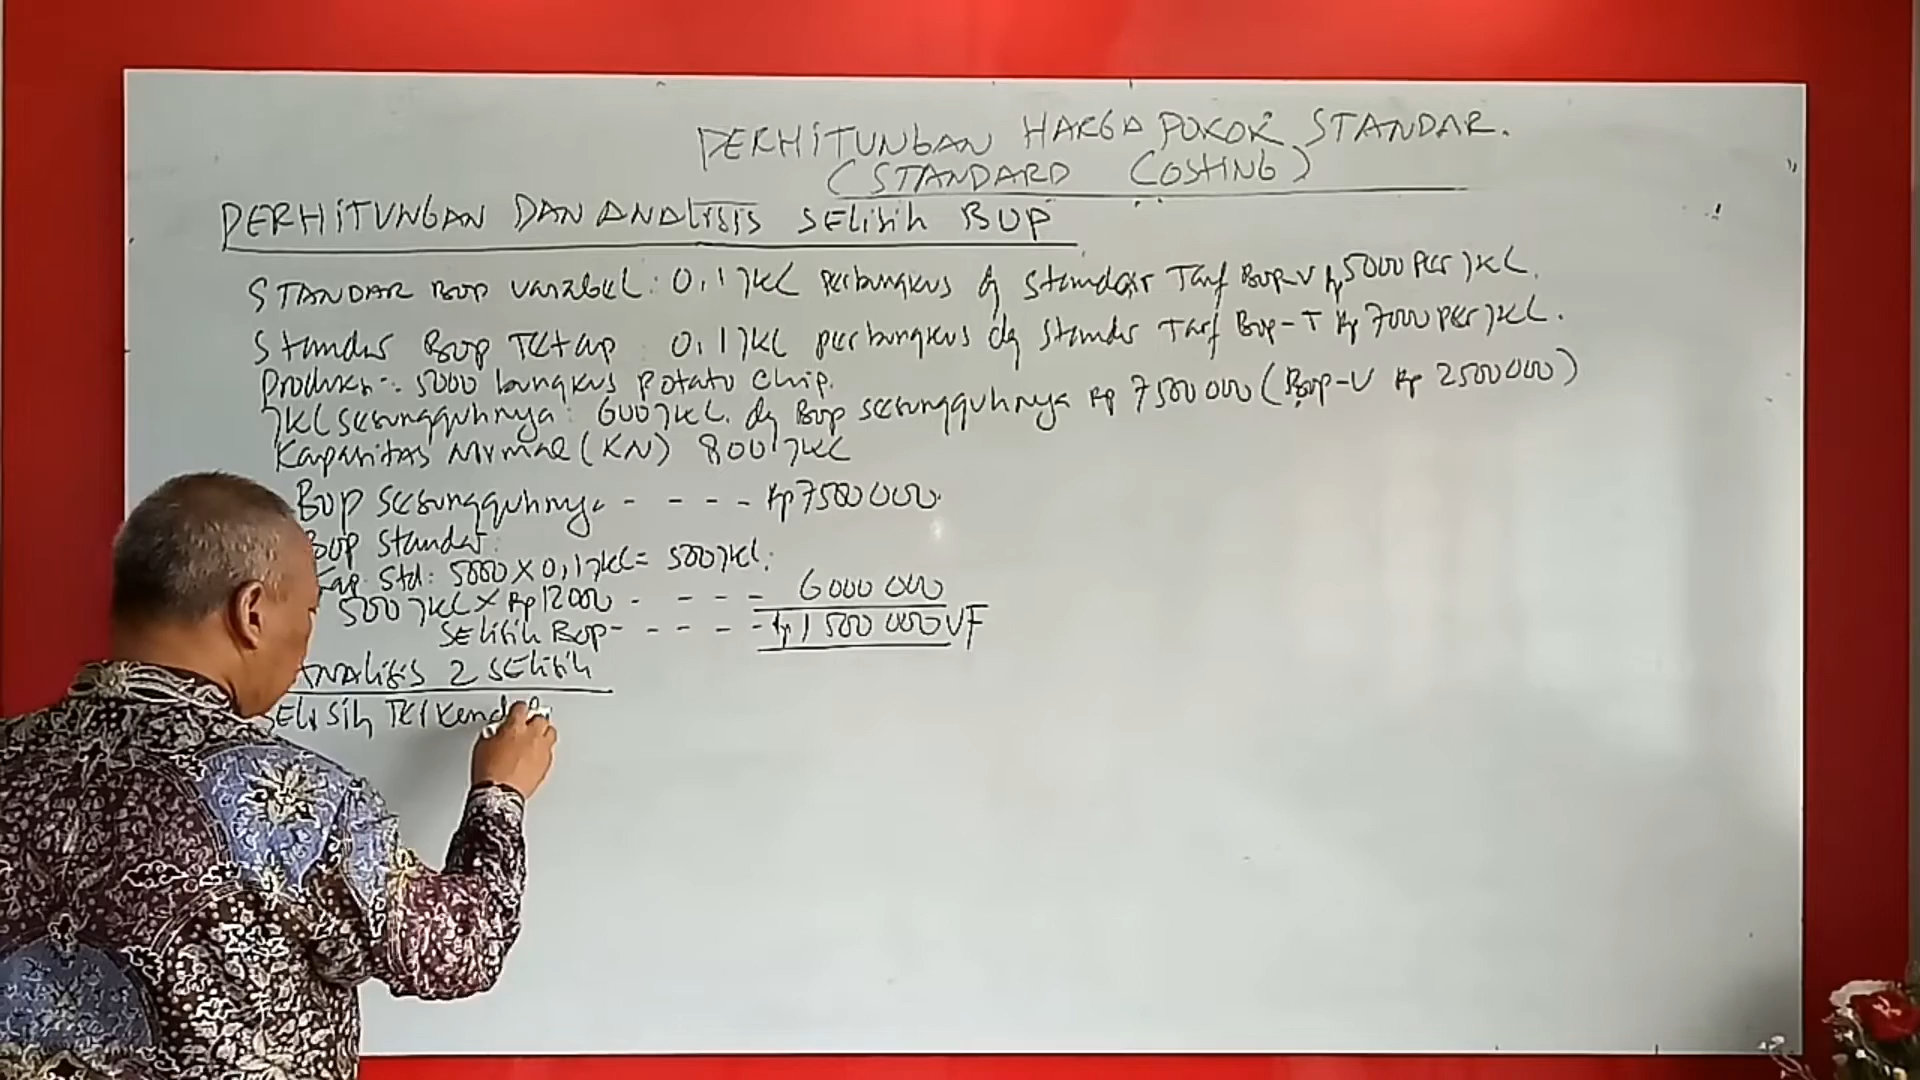 PERHITUNGAN HARGA POKOK STANDAR.
(STANDARD COSTING)
PERHITUNGAN DAN ANALISIS SELISIH BOP
STANDAR BOP variabel : 0,1 JKL perbungkus dg Standar Tarif BOP-V Rp 5000 per JKL.
Standar BOP Tetap : 0,1 JKL perbungkus dg Standar Tarif BOP-T Rp 7000 per JKL.
Produksi : 5000 bungkus potato chip.
JKL sesungguhnya : 600 JKL. dg BOP sesungguhnya Rp 7500 000 (BOP-V Rp 2500 000)
Kapasitas Normal (KN) 800 JKL
BOP sesungguhnya - - - - Rp 7500 000
BOP Standar:
Kap. Std: 5000 X 0,1 JKL = 500 JKL.
500 JKL X Rp 12 000 - - - - 6 000 000
SELISIH BOP - - - - - Rp 1 500 000 UF
ANALISIS 2 SELISIH
SELISIH Terkendal